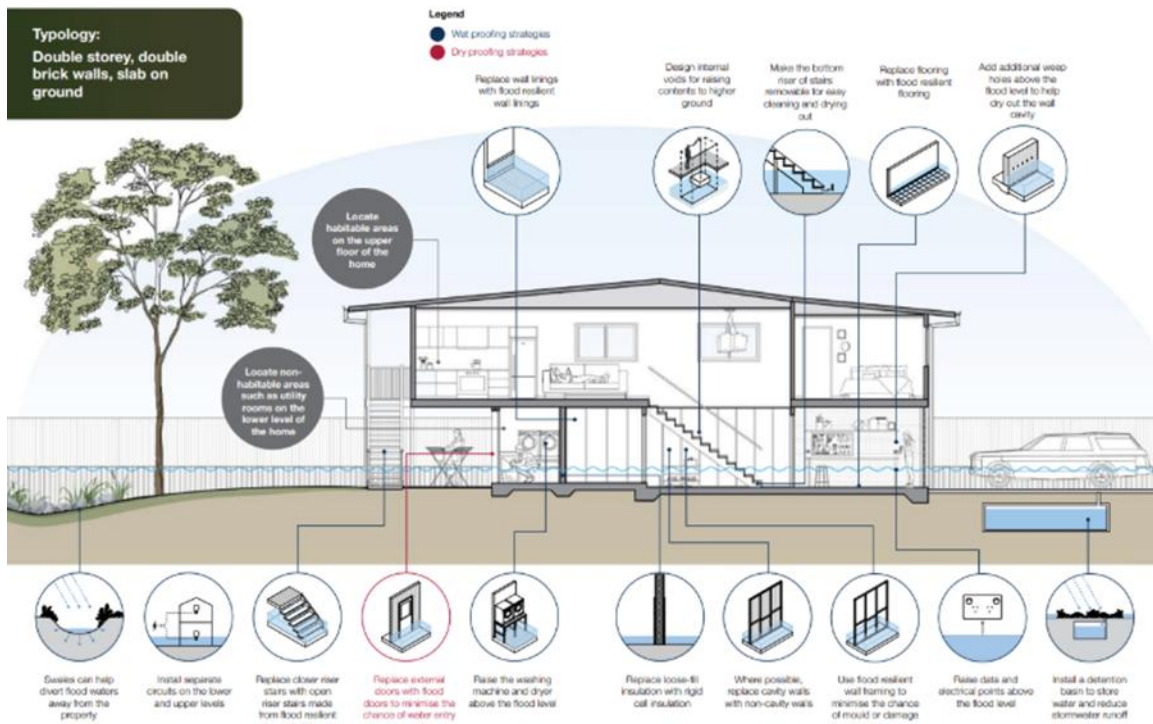 Typology:
Double storey, double
brick walls, slab on
ground
Legend
Wet proofing strategies
Dry proofing strategies
Replace wall linings
with flood resilient
wall linings
Design internal
voids for raising
contents to higher
ground
Make the bottom
riser of stairs
removable for easy
cleaning and drying
out
Replace flooring
with flood resilient
flooring
Add additional weep
holes above the
flood level to help
dry out the wall
cavity
Locate
habitable areas
on the upper
floor of the
home
Locate non-
habitable areas
such as utility
rooms on the
lower level of
the home
Swales can help
divert flood waters
away from the
property
Install separate
circuits on the lower
and upper levels
Replace closer riser
stairs with open
riser stairs made
from flood resilient
Replace external
doors with flood
doors to minimise the
chance of water entry
Raise the washing
machine and dryer
above the flood level
Replace loose-fill
insulation with rigid
cell insulation
Where possible,
replace cavity walls
with non-cavity walls
Use flood resilient
wall framing to
minimise the chance
of mould or damage
Raise data and
electrical points above
the flood level
Install a detention
basin to store
water and reduce
stormwater runoff